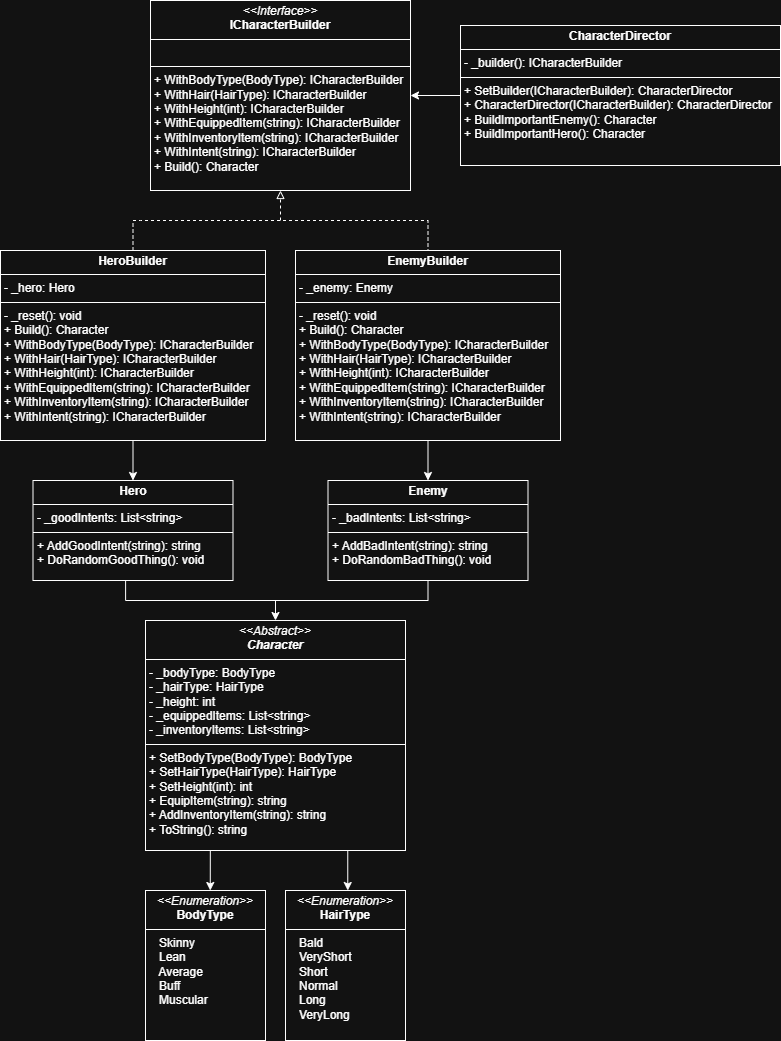 <<Interface>>
ICharacterBuilder
+ WithBodyType(BodyType): ICharacterBuilder
+ WithHair(HairType): ICharacterBuilder
+ WithHeight(int): ICharacterBuilder
+ WithEquippedItem(string): ICharacterBuilder
+ WithInventoryItem(string): ICharacterBuilder
+ WithIntent(string): ICharacterBuilder
+ Build(): Character
CharacterDirector
- _builder(): ICharacterBuilder
+ SetBuilder(ICharacterBuilder): CharacterDirector
+ CharacterDirector(ICharacterBuilder): CharacterDirector
+ BuildImportantEnemy(): Character
+ BuildImportantHero(): Character
HeroBuilder
- _hero: Hero
- _reset(): void
+ Build(): Character
+ WithBodyType(BodyType): ICharacterBuilder
+ WithHair(HairType): ICharacterBuilder
+ WithHeight(int): ICharacterBuilder
+ WithEquippedItem(string): ICharacterBuilder
+ WithInventoryItem(string): ICharacterBuilder
+ WithIntent(string): ICharacterBuilder
EnemyBuilder
- _enemy: Enemy
- _reset(): void
+ Build(): Character
+ WithBodyType(BodyType): ICharacterBuilder
+ WithHair(HairType): ICharacterBuilder
+ WithHeight(int): ICharacterBuilder
+ WithEquippedItem(string): ICharacterBuilder
+ WithInventoryItem(string): ICharacterBuilder
+ WithIntent(string): ICharacterBuilder
Hero
- _goodIntents: List<string>
+ AddGoodIntent(string): string
+ DoRandomGoodThing(): void
Enemy
- _badIntents: List<string>
+ AddBadIntent(string): string
+ DoRandomBadThing(): void
<<Abstract>>
Character
- _bodyType: BodyType
- _hairType: HairType
- _height: int
- _equippedItems: List<string>
- _inventoryItems: List<string>
+ SetBodyType(BodyType): BodyType
+ SetHairType(HairType): HairType
+ SetHeight(int): int
+ EquipItem(string): string
+ AddInventoryItem(string): string
+ ToString(): string
<<Enumeration>>
BodyType
Skinny
Lean
Average
Buff
Muscular
<<Enumeration>>
HairType
Bald
VeryShort
Short
Normal
Long
VeryLong